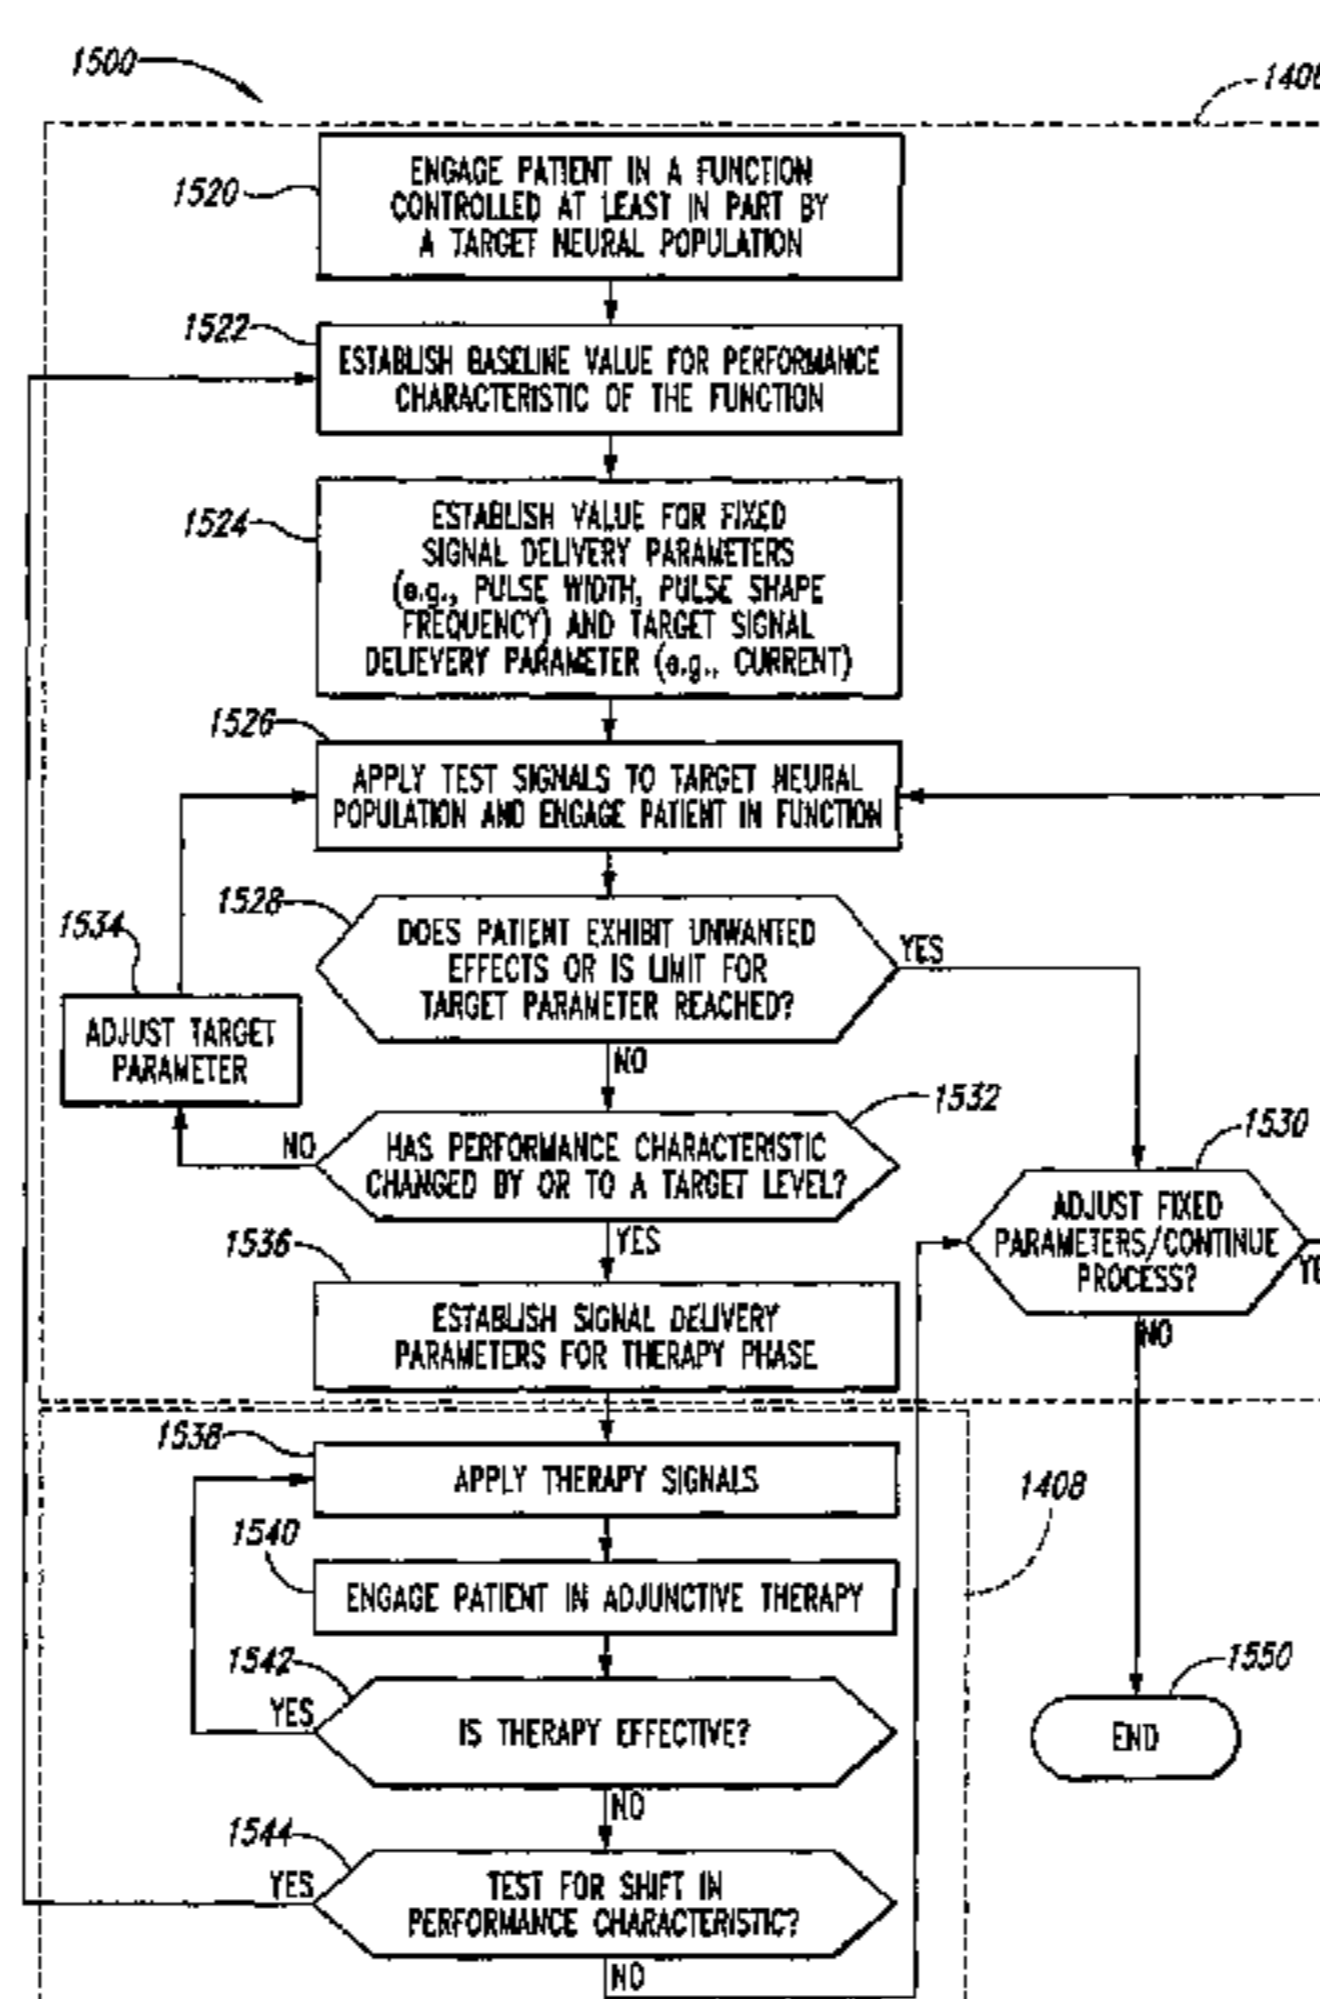 1500
1520
ENGAGE PATIENT IN A FUNCTION
CONTROLLED AT LEAST IN PART BY
A TARGET NEURAL POPULATION
1522
ESTABLISH BASELINE VALUE FOR PERFORMANCE
CHARACTERISTIC OF THE FUNCTION
1524
ESTABLISH VALUE FOR FIXED
SIGNAL DELIVERY PARAMETERS
(e.g., PULSE WIDTH, PULSE SHAPE
FREQUENCY) AND TARGET SIGNAL
DELIEVERY PARAMETER (e.g., CURRENT)
1526
APPLY TEST SIGNALS TO TARGET NEURAL
POPULATION AND ENGAGE PATIENT IN FUNCTION
1528
DOES PATIENT EXHIBIT UNWANTED
EFFECTS OR IS LIMIT FOR
TARGET PARAMETER REACHED?
YES
NO
1534
ADJUST TARGET
PARAMETER
1532
HAS PERFORMANCE CHARACTERISTIC
CHANGED BY OR TO A TARGET LEVEL?
NO
YES
1530
ADJUST FIXED
PARAMETERS/CONTINUE
PROCESS?
NO
1536
ESTABLISH SIGNAL DELIVERY
PARAMETERS FOR THERAPY PHASE
1538
APPLY THERAPY SIGNALS
1408
1540
ENGAGE PATIENT IN ADJUNCTIVE THERAPY
1542
IS THERAPY EFFECTIVE?
YES
NO
1550
END
1544
TEST FOR SHIFT IN
PERFORMANCE CHARACTERISTIC?
YES
NO